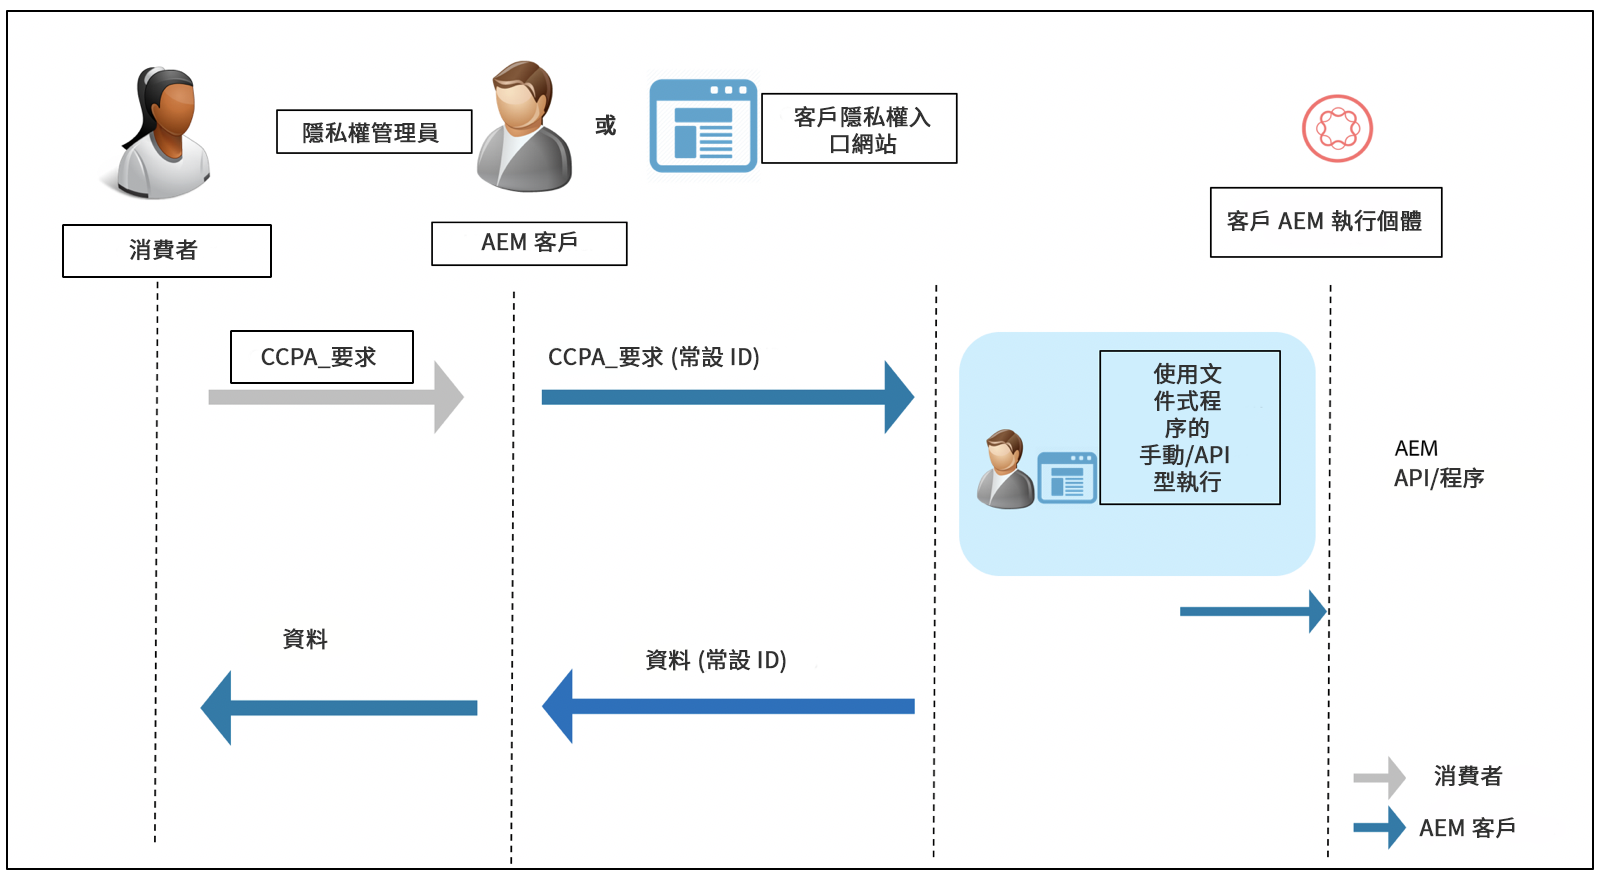 隱私權管理員
或
客戶隱私權入
口網站
消費者
AEM 客戶
客戶 AEM 執行個體
CCPA_要求
CCPA_要求 (常設 ID)
使用文
件式程
序的
手動/API
型執行
AEM
API/程序
資料
資料 (常設 ID)
消費者
AEM 客戶